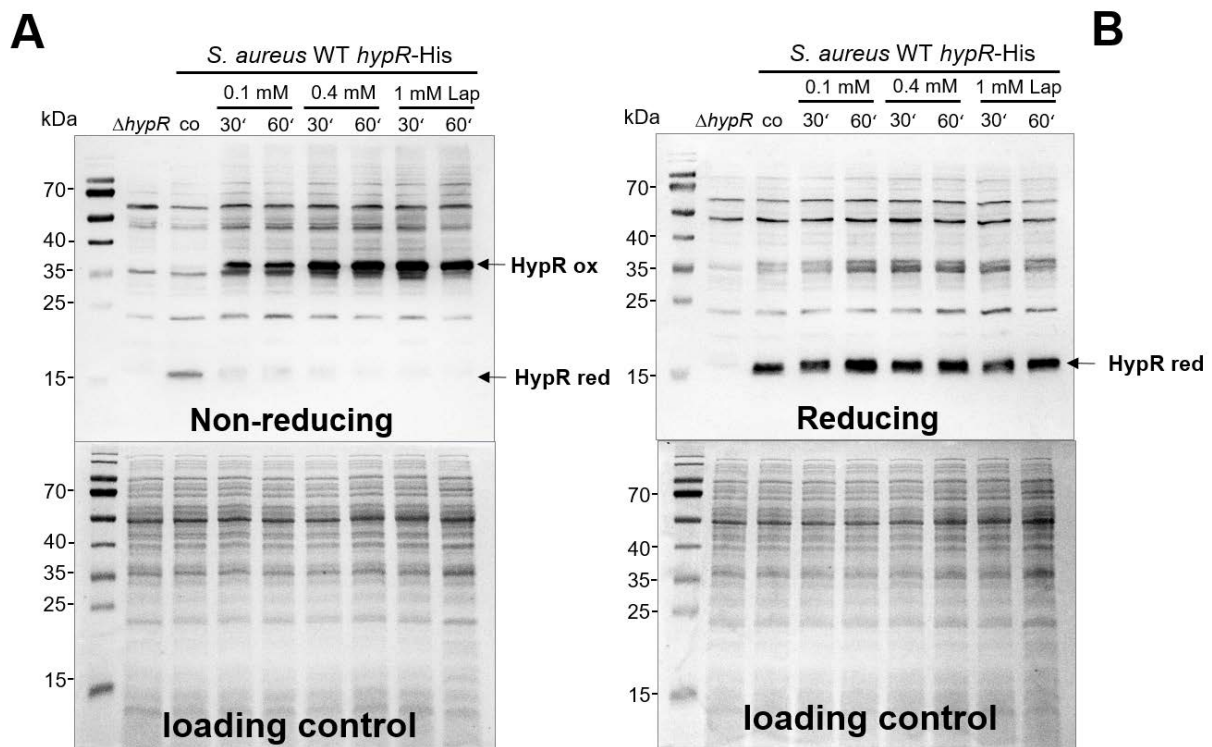 A
S. aureus WT hypR-His
0.1 mM 0.4 mM 1 mM Lap
kDa ΔhypR co 30‘ 60‘ 30‘ 60‘ 30‘ 60‘
70-
40-
35-
25-
15-
HypR ox
HypR red
Non-reducing
70-
40-
35-
25-
15-
loading control
B
S. aureus WT hypR-His
0.1 mM 0.4 mM 1 mM Lap
kDa ΔhypR co 30‘ 60‘ 30‘ 60‘ 30‘ 60‘
70-
40-
35-
25-
15-
HypR red
Reducing
70-
40-
35-
25-
15-
loading control